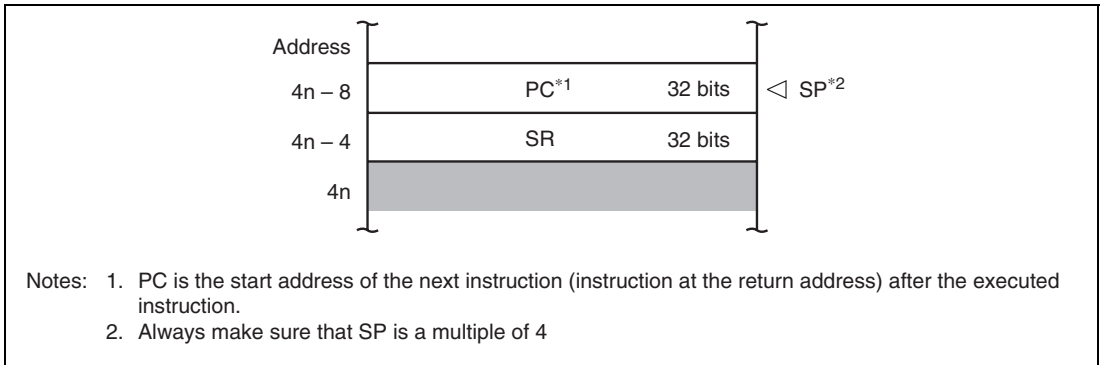 Address
4n – 8 PC*1 32 bits ◁ SP*2
4n – 4 SR 32 bits
4n
Notes: 1. PC is the start address of the next instruction (instruction at the return address) after the executed
instruction.
2. Always make sure that SP is a multiple of 4